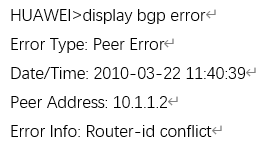 HUAWEI>display bgp error↵
Error Type: Peer Error↵
Date/Time: 2010-03-22 11:40:39↵
Peer Address: 10.1.1.2↵
Error Info: Router-id conflict↵